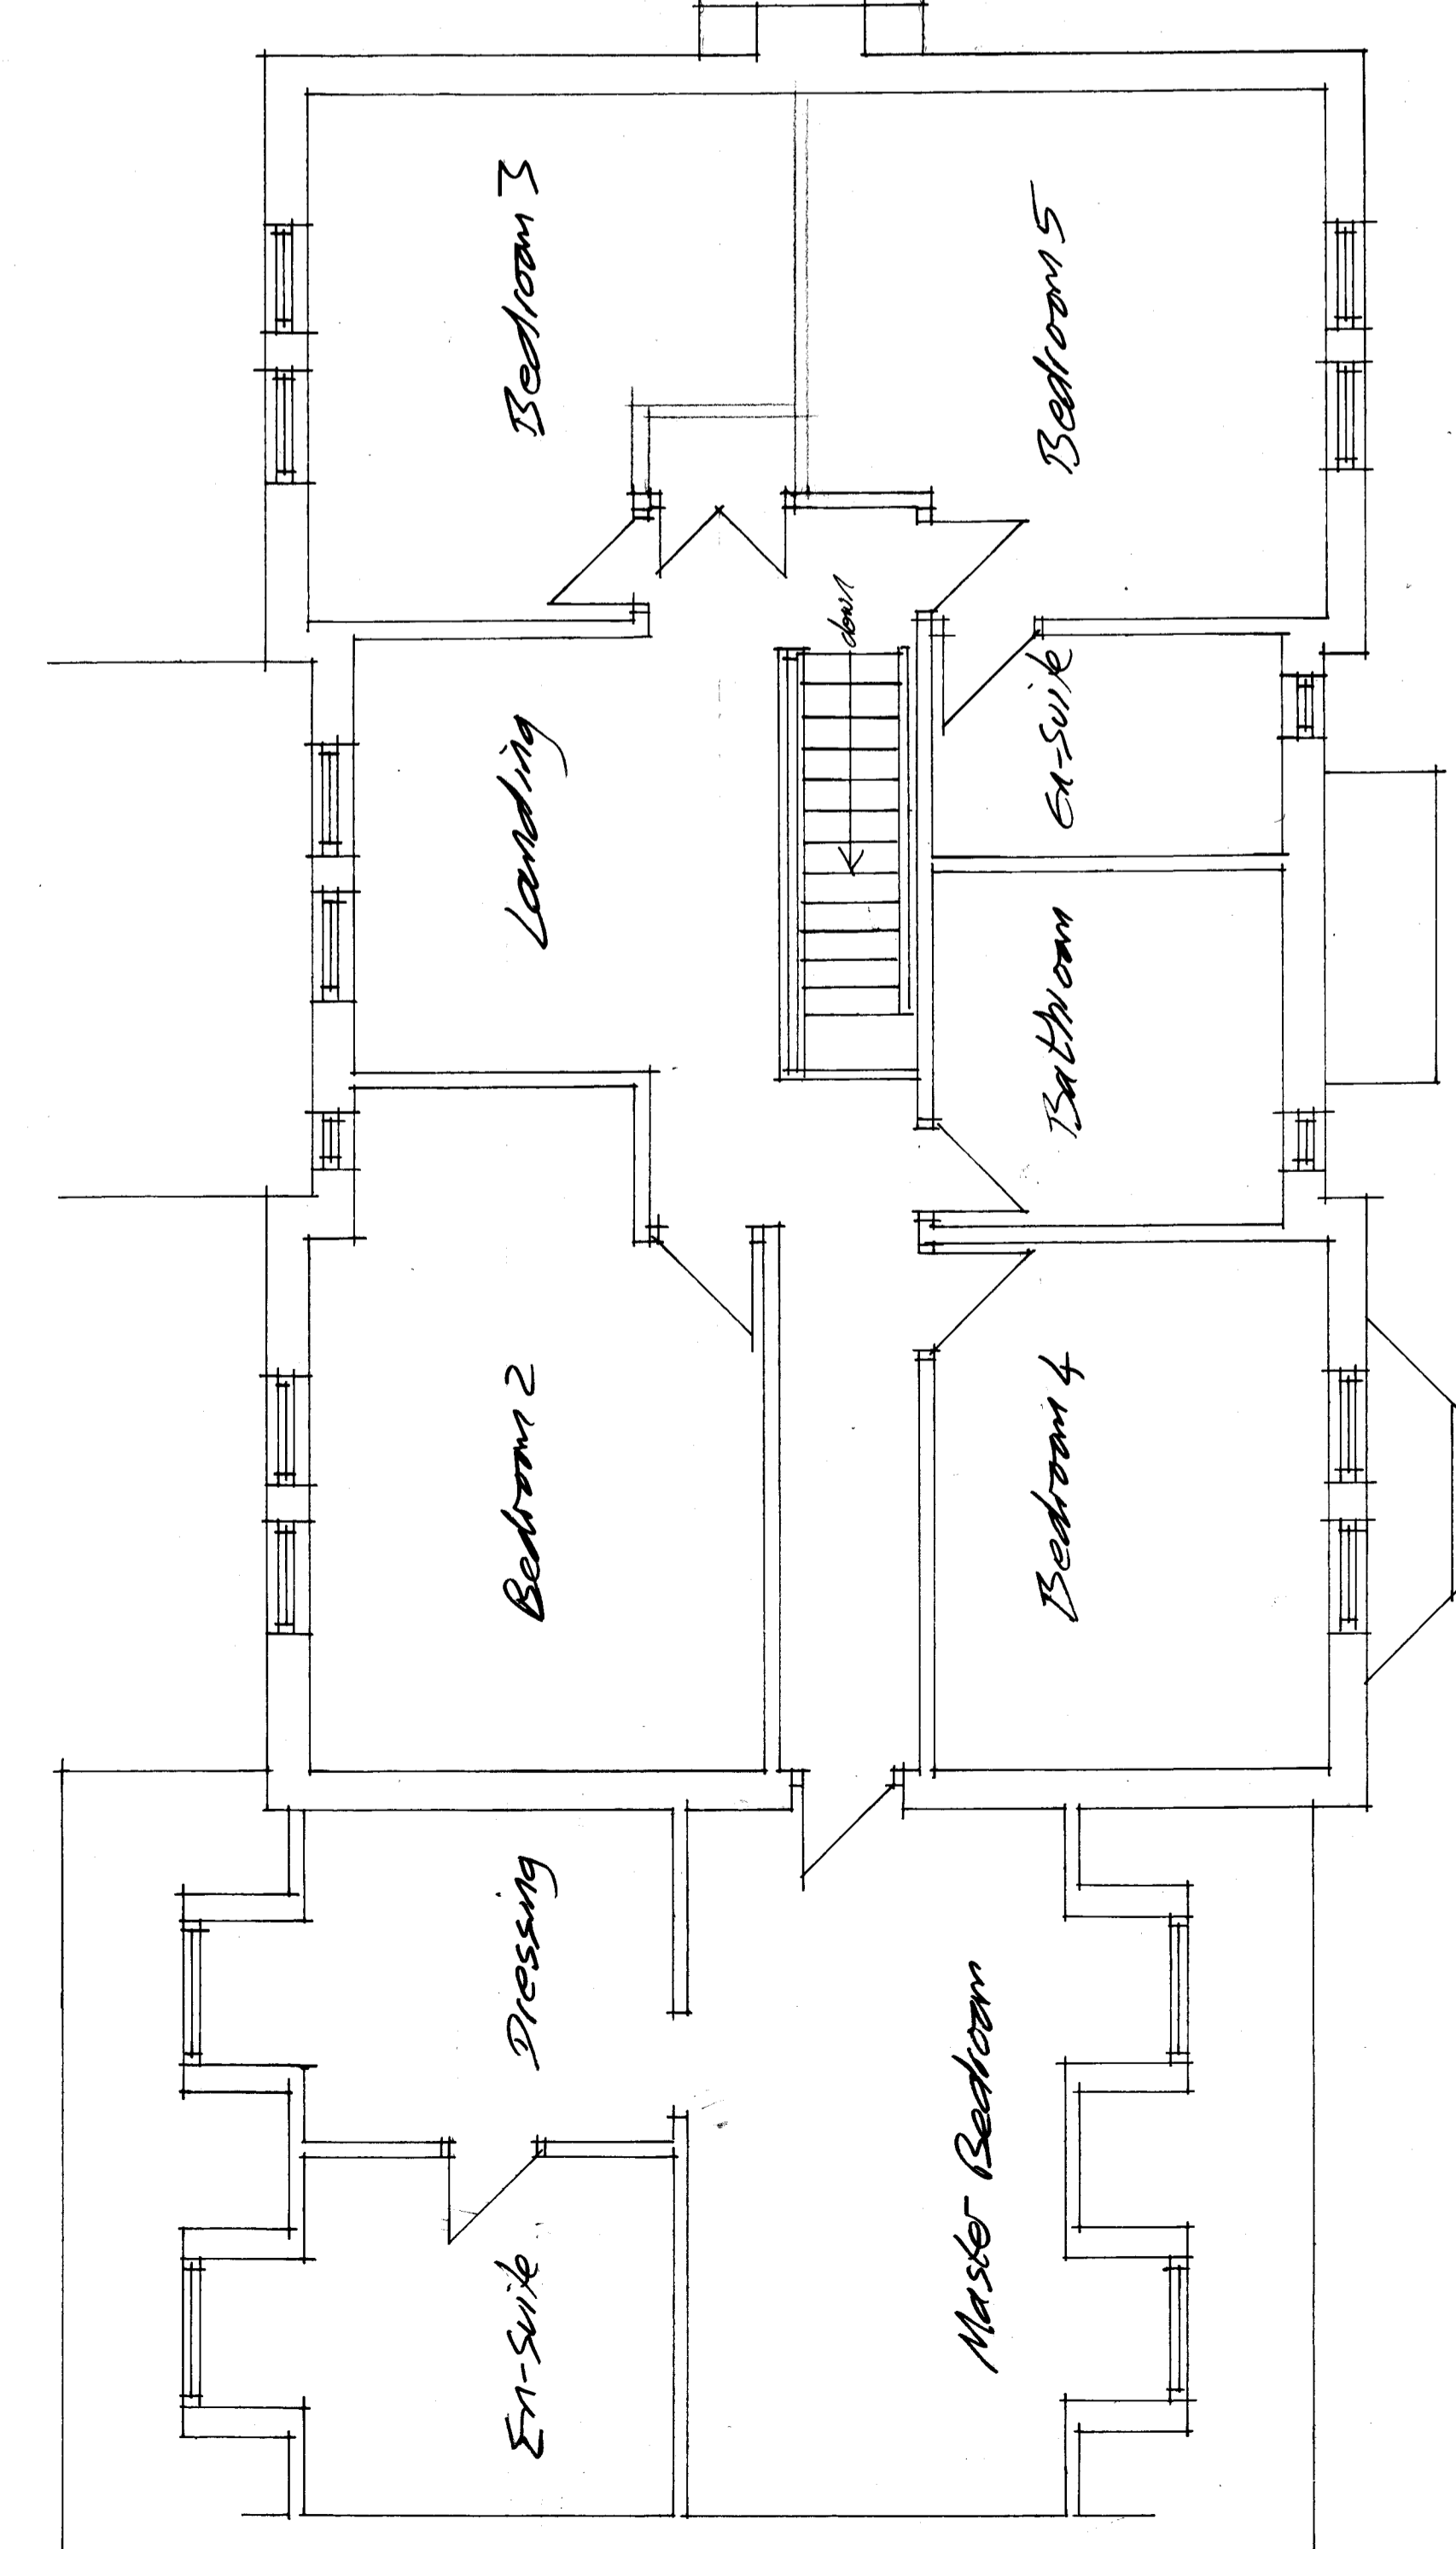 En-suite
Dressing
Bedroom 2
Landing
Bedroom 3
Master Bedroom
Bedroom 4
Bathroom
En-suite
Bedroom 5
down